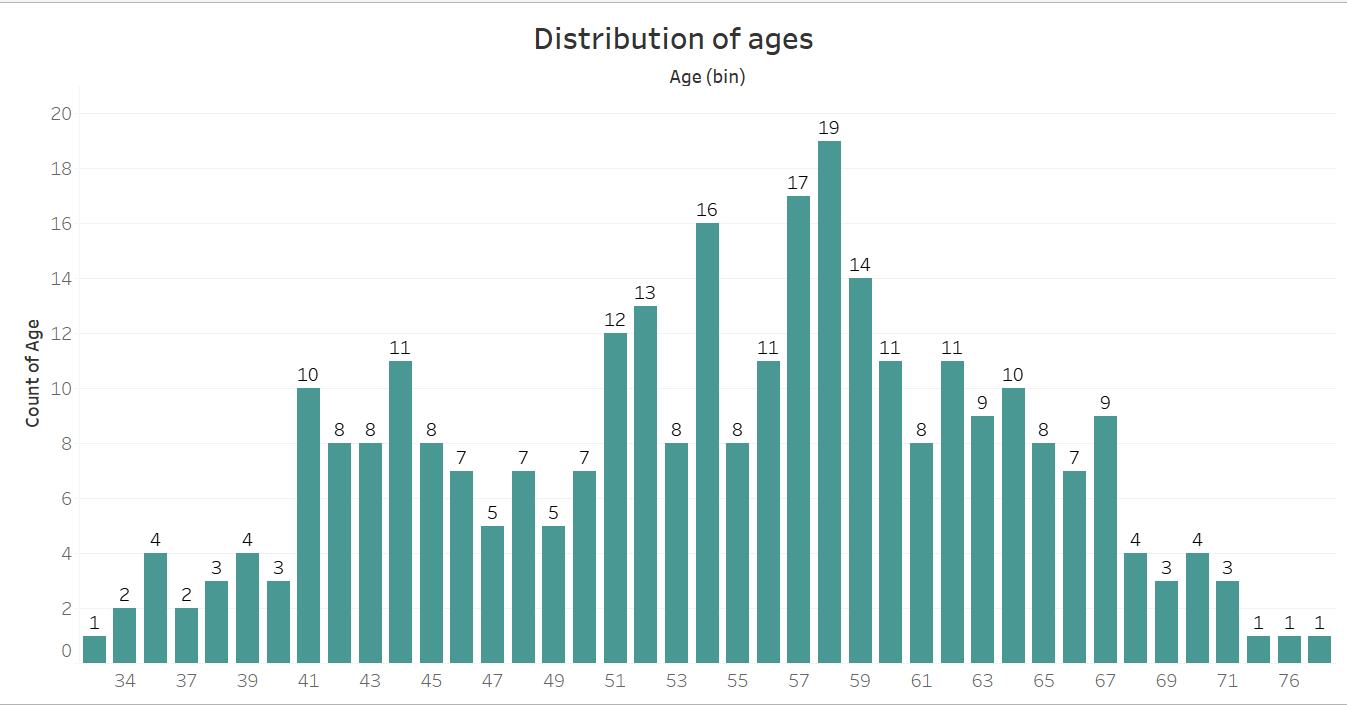 Distribution of ages
Age (bin)
Count of Age
20
18
16
14
12
10
8
6
4
2
0
1 2 4 2 3 4 3 10 8 8 11 8 7 5 7 5 7 12 13 8 16 8 11 17 19 14 11 8 11 9 10 8 7 9 4 3 4 3 1 1 1
34 37 39 41 43 45 47 49 51 53 55 57 59 61 63 65 67 69 71 76